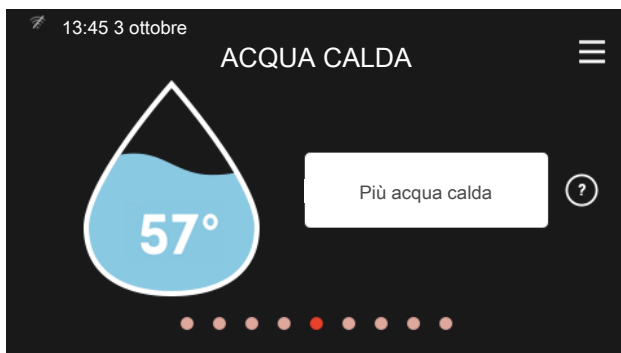 13:45 3 ottobre
ACQUA CALDA
57°
Più acqua calda
?